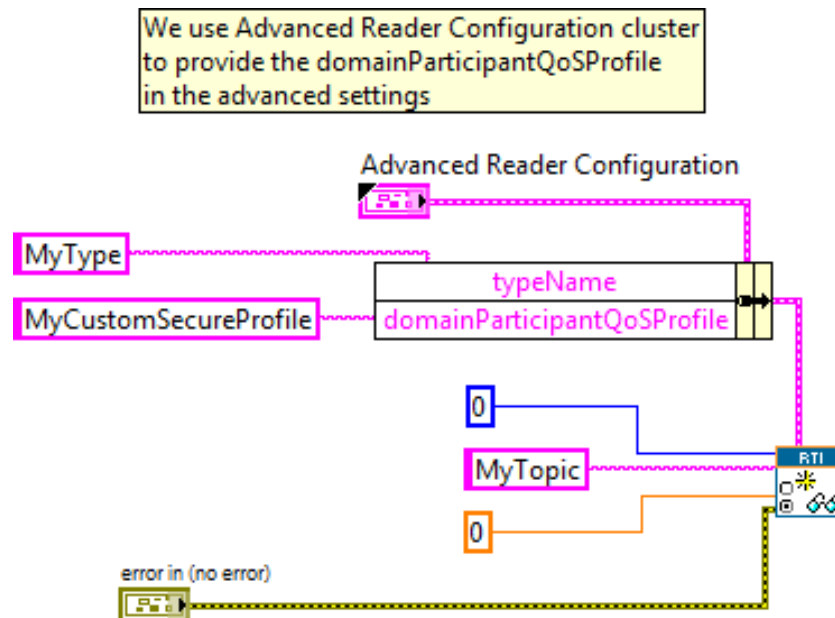 We use Advanced Reader Configuration cluster
to provide the domainParticipantQoSProfile
in the advanced settings
Advanced Reader Configuration
MyType
typeName
MyCustomSecureProfile
domainParticipantQoSProfile
0
RTI
MyTopic
0
error in (no error)